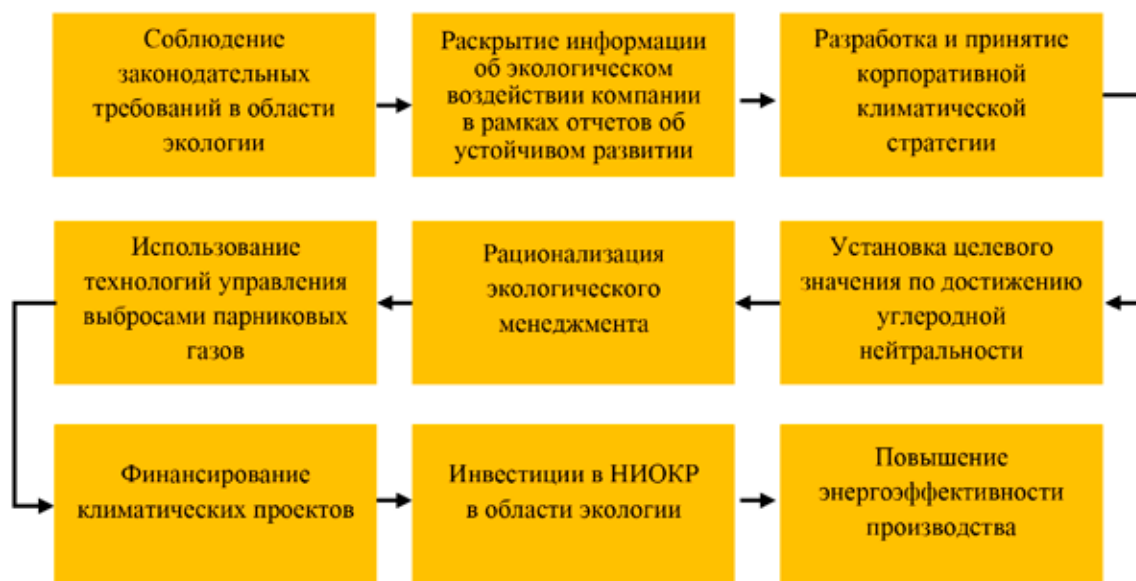 Соблюдение
законодательных
требований в области
экологии
Раскрытие информации
об экологическом
воздействии компании
в рамках отчетов об
устойчивом развитии
Разработка и принятие
корпоративной
климатической
стратегии
Установка целевого
значения по достижению
углеродной
нейтральности
Рационализация
экологического
менеджмента
Использование
технологий управления
выбросами парниковых
газов
Финансирование
климатических проектов
Инвестиции в НИОКР
в области экологии
Повышение
энергоэффективности
производства